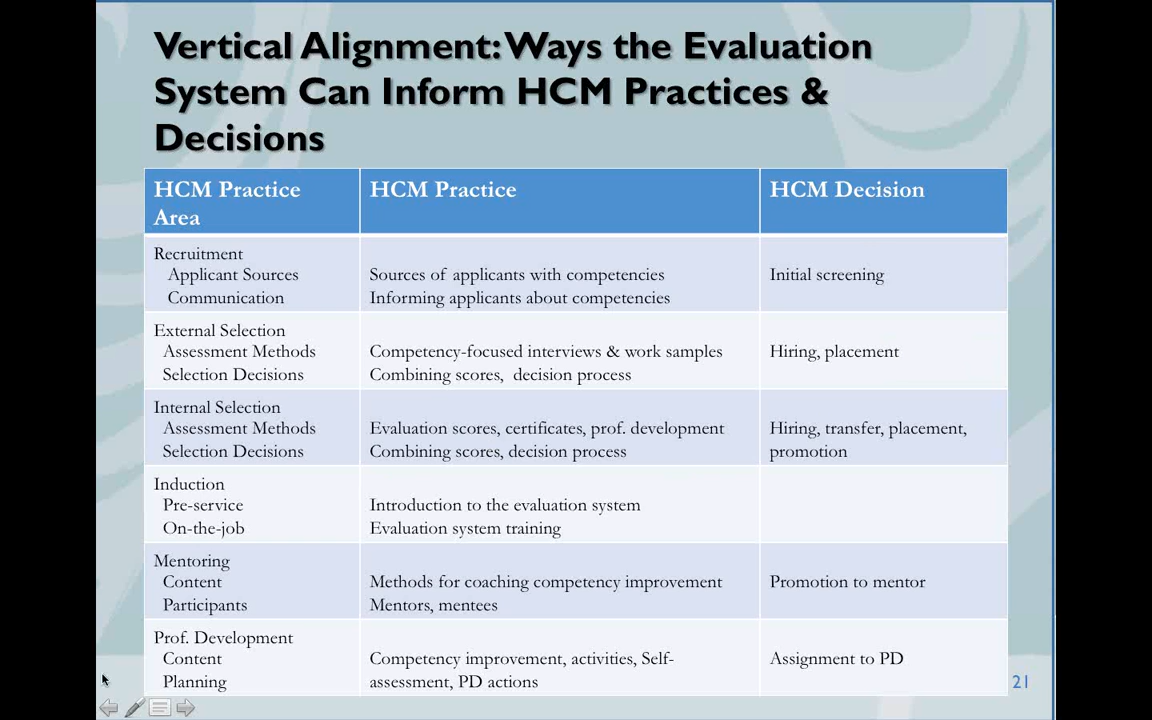 Vertical Alignment: Ways the Evaluation
System Can Inform HCM Practices &
Decisions
HCM Practice
Area
HCM Practice
HCM Decision
Recruitment
Applicant Sources
Communication
Sources of applicants with competencies
Informing applicants about competencies
Initial screening
External Selection
Assessment Methods
Selection Decisions
Competency-focused interviews & work samples
Combining scores, decision process
Hiring, placement
Internal Selection
Assessment Methods
Selection Decisions
Evaluation scores, certificates, prof. development
Combining scores, decision process
Hiring, transfer, placement,
promotion
Induction
Pre-service
On-the-job
Introduction to the evaluation system
Evaluation system training
Mentoring
Content
Participants
Methods for coaching competency improvement
Mentors, mentees
Promotion to mentor
Prof. Development
Content
Planning
Competency improvement, activities, Self-
assessment, PD actions
Assignment to PD
21